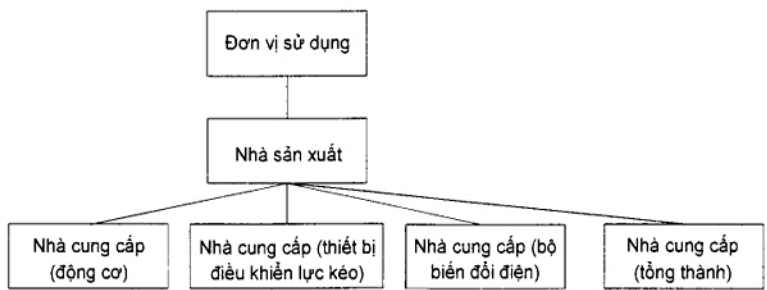 Đơn vị sử dụng
Nhà sản xuất
Nhà cung cấp
(động cơ)
Nhà cung cấp (thiết bị
điều khiển lực kéo)
Nhà cung cấp (bộ
biến đổi điện)
Nhà cung cấp
(tổng thành)